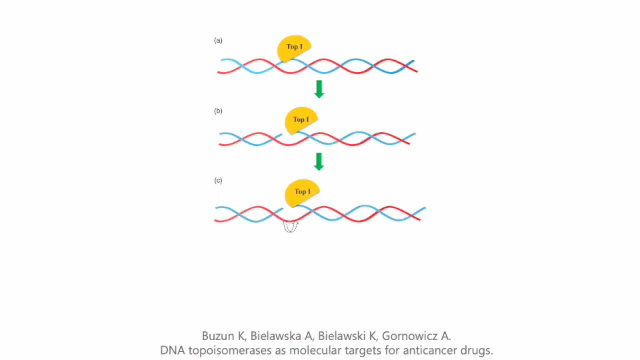 (a)
Top I
(b)
Top I
(c)
Top I
Buzun K, Bielawska A, Bielawski K, Gornowicz A.
DNA topoisomerases as molecular targets for anticancer drugs.